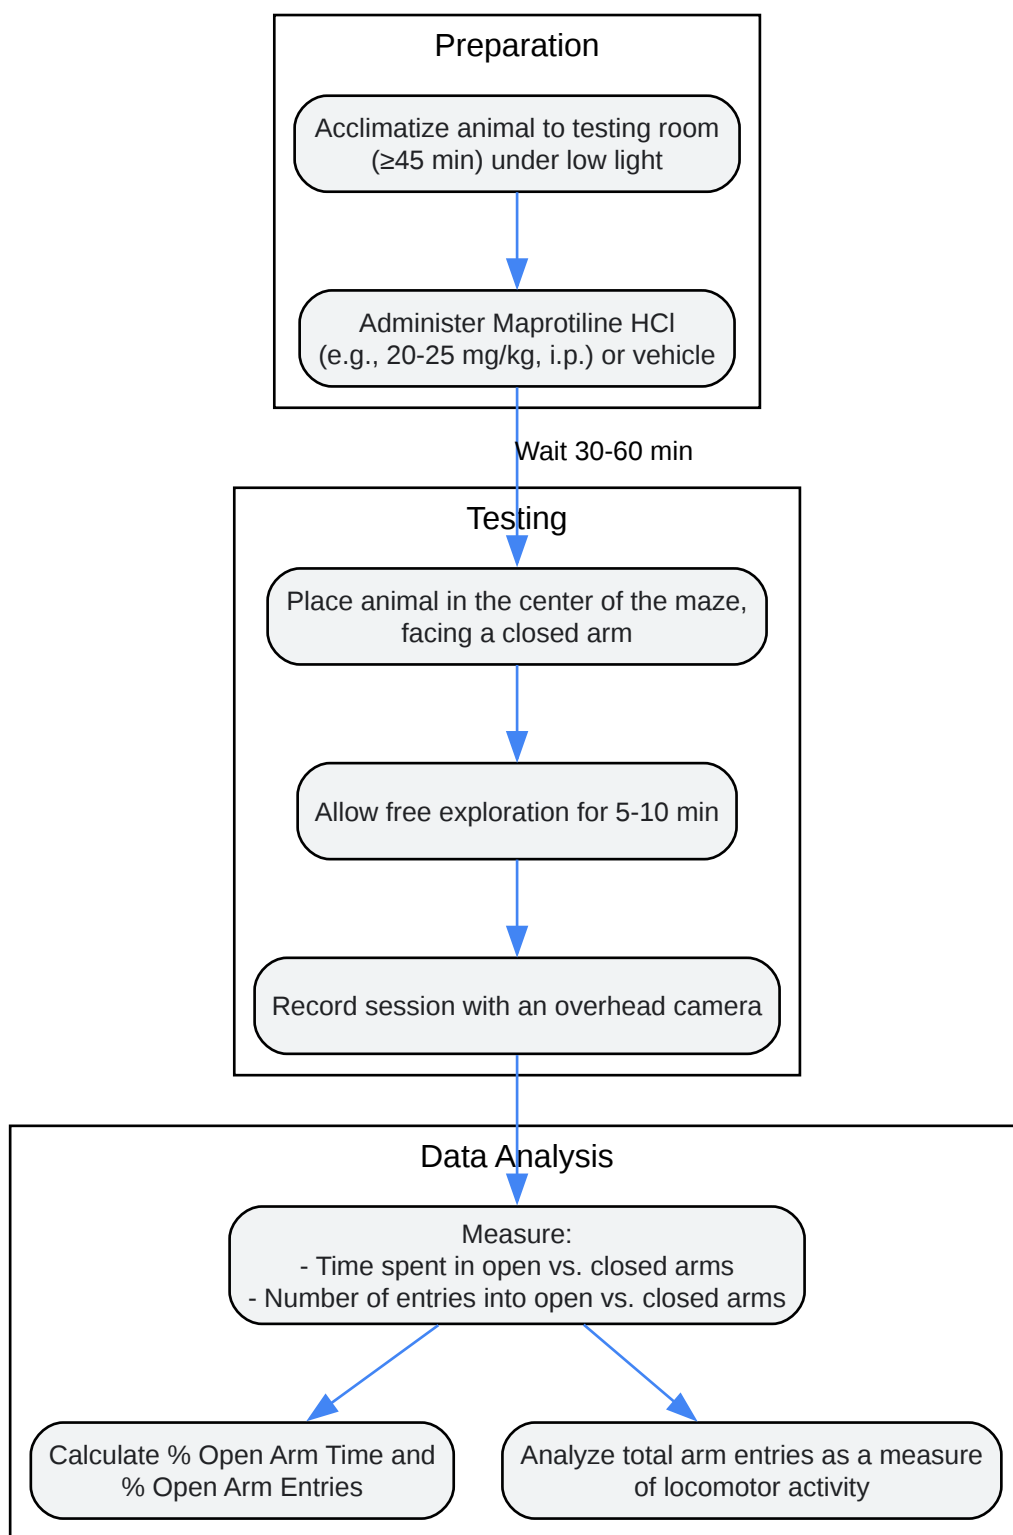 Preparation
Acclimatize animal to testing room
(≥45 min) under low light
Administer Maprotiline HCl
(e.g., 20-25 mg/kg, i.p.) or vehicle
Wait 30-60 min
Testing
Place animal in the center of the maze,
facing a closed arm
Allow free exploration for 5-10 min
Record session with an overhead camera
Data Analysis
Measure:
- Time spent in open vs. closed arms
- Number of entries into open vs. closed arms
Calculate % Open Arm Time and
% Open Arm Entries
Analyze total arm entries as a measure
of locomotor activity